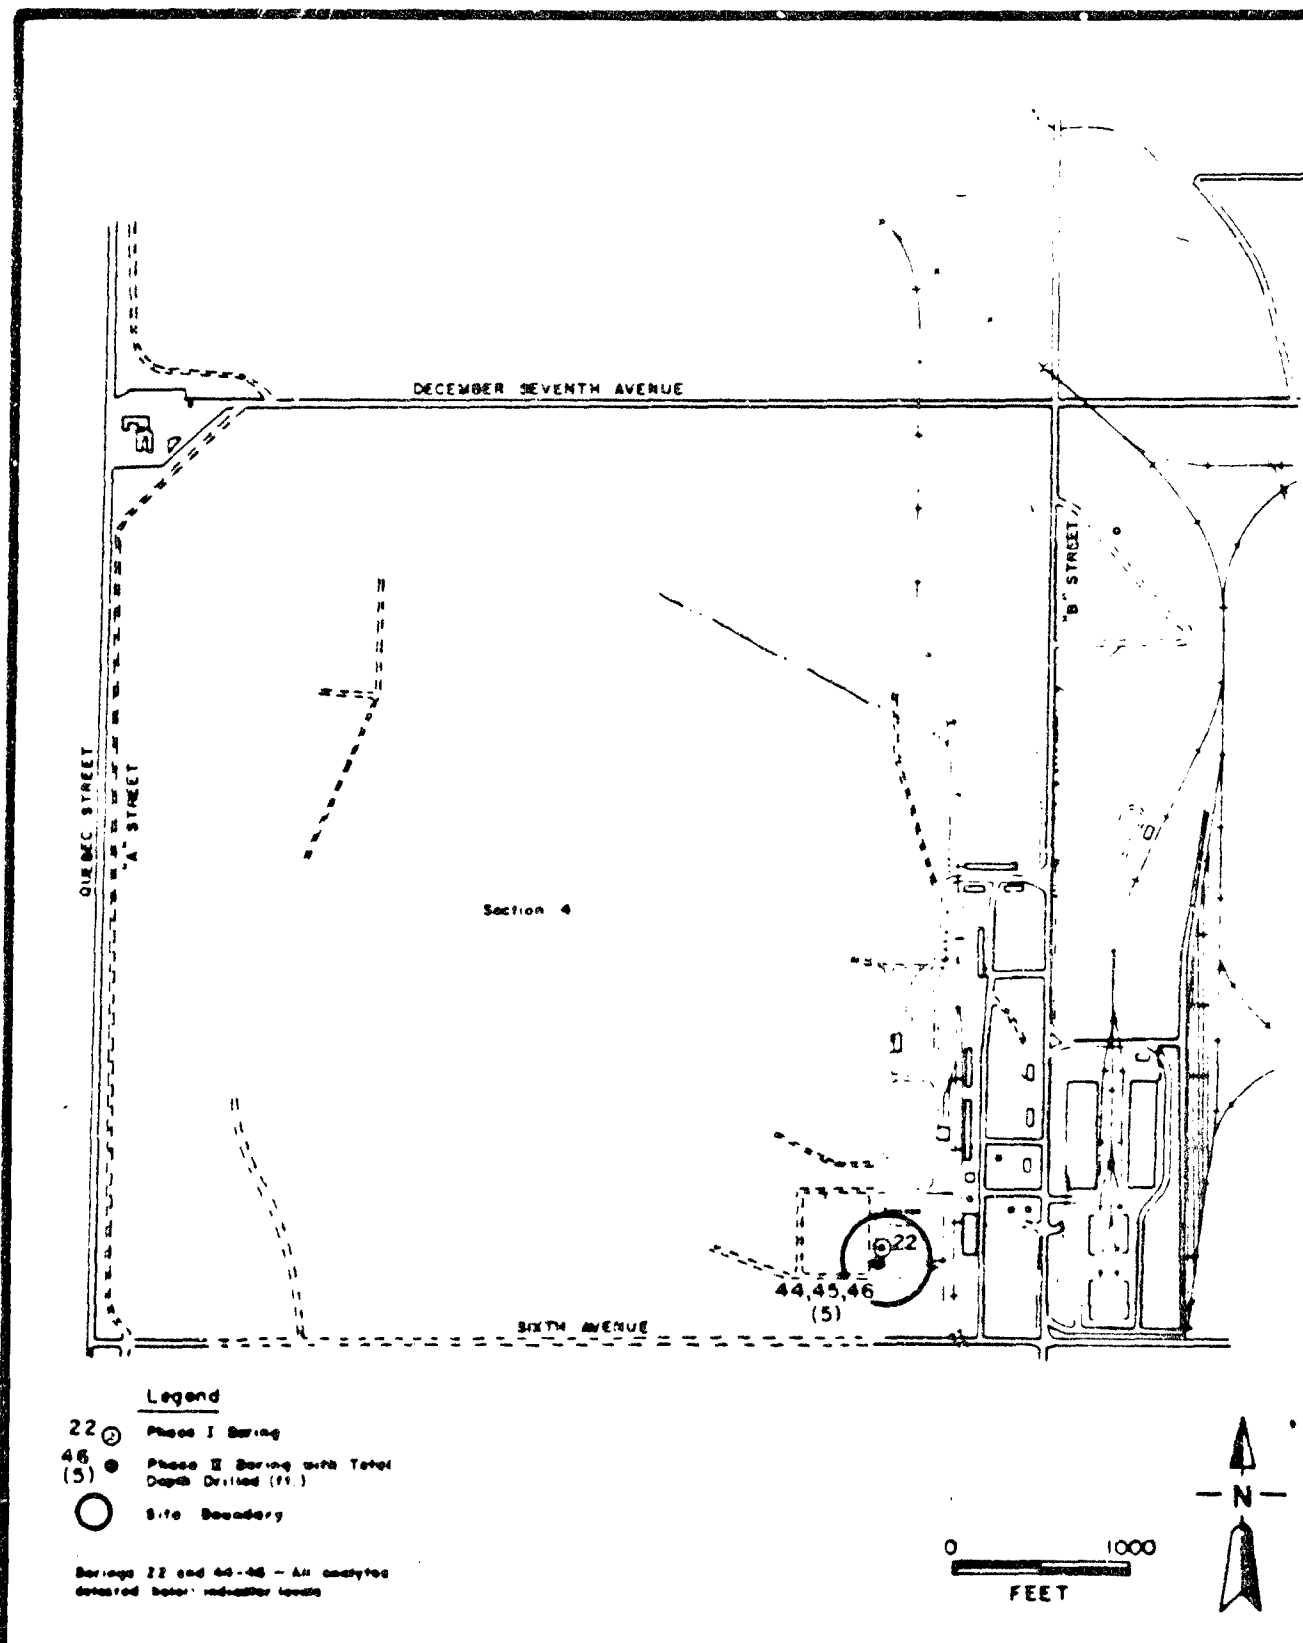 DECEMBER SEVENTH AVENUE
"B" STREET
QUEBEC STREET
"A" STREET
Section 4
22
44,45,46
(5)
SIXTH AVENUE
Legend
22 Phase I Boring
46 Phase II Boring with Total
(5) Depth Drilled (ft.)
Site Boundary
Borings 22 and 44-46 - All analytes
detected below indicator levels
N
0 1000
FEET